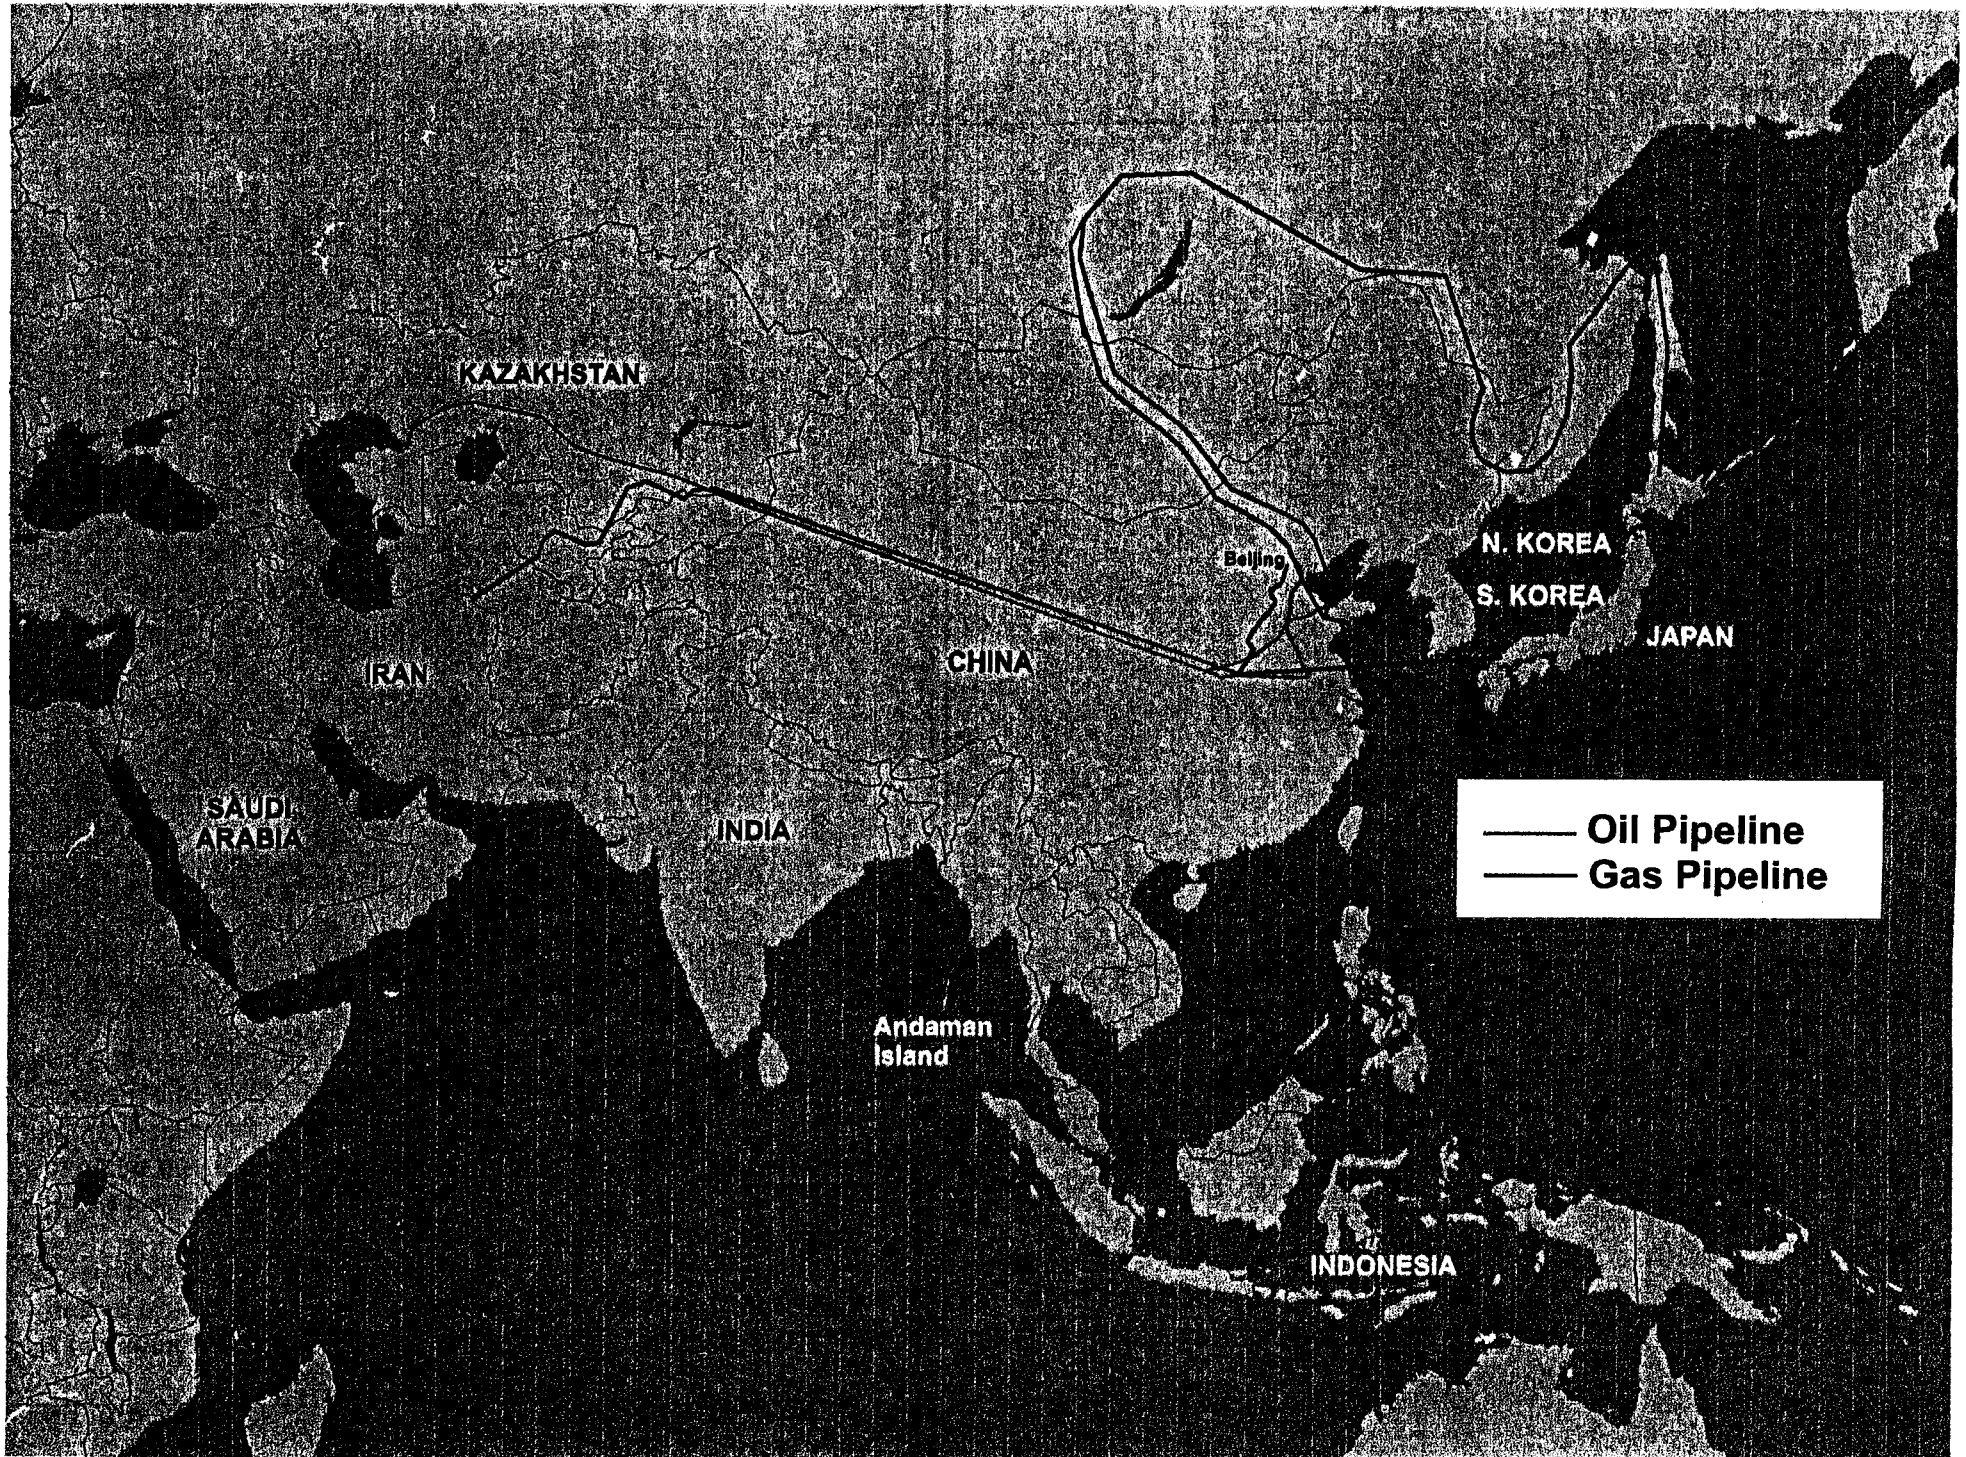 KAZAKHSTAN
N. KOREA
Beijing
S. KOREA
JAPAN
CHINA
IRAN
SAUDI
ARABIA
INDIA
Oil Pipeline
Gas Pipeline
Andaman
Island
INDONESIA